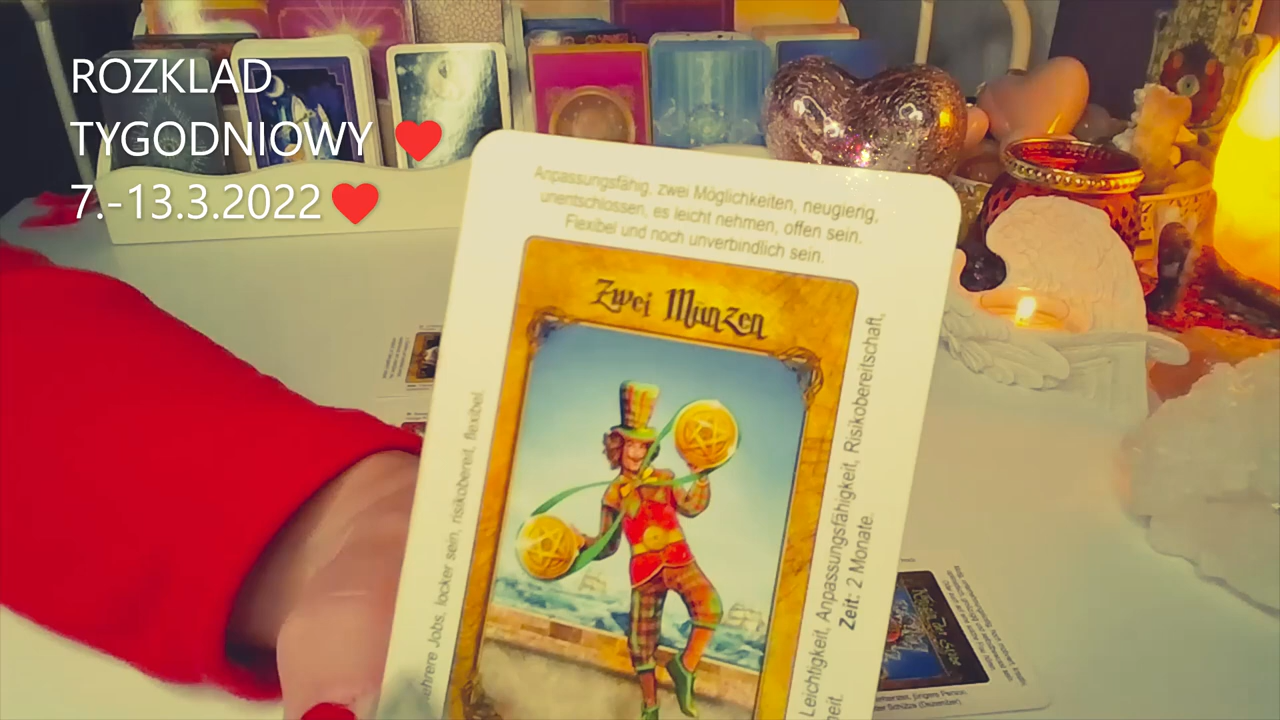 ROZKLAD
TYGODNIOWY ❤️
7.-13.3.2022 ❤️
Anpassungsfähig, zwei Möglichkeiten, neugierig,
unentschlossen, es leicht nehmen, offen sein.
Flexibel und noch unverbindlich sein.
Zwei Münzen
Jobs, locker sein, risikobereit, flexibel.
Leichtigkeit, Anpassungsfähigkeit, Risikobereitschaft,
Zeit: 2 Monate.